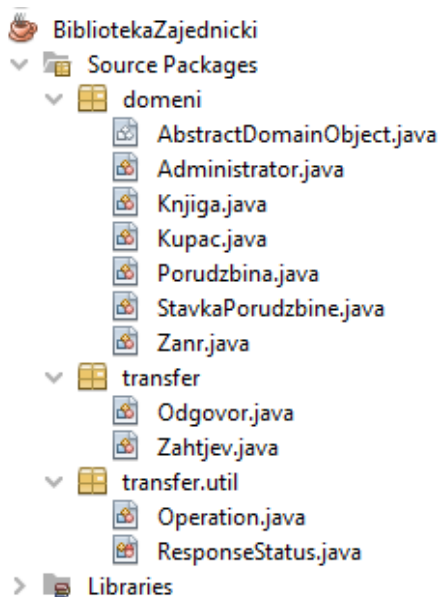 BibliotekaZajednicki
Source Packages
domeni
AbstractDomainObject.java
Administrator.java
Knjiga.java
Kupac.java
Porudzbina.java
StavkaPorudzbine.java
Zanr.java
transfer
Odgovor.java
Zahtjev.java
transfer.util
Operation.java
ResponseStatus.java
Libraries